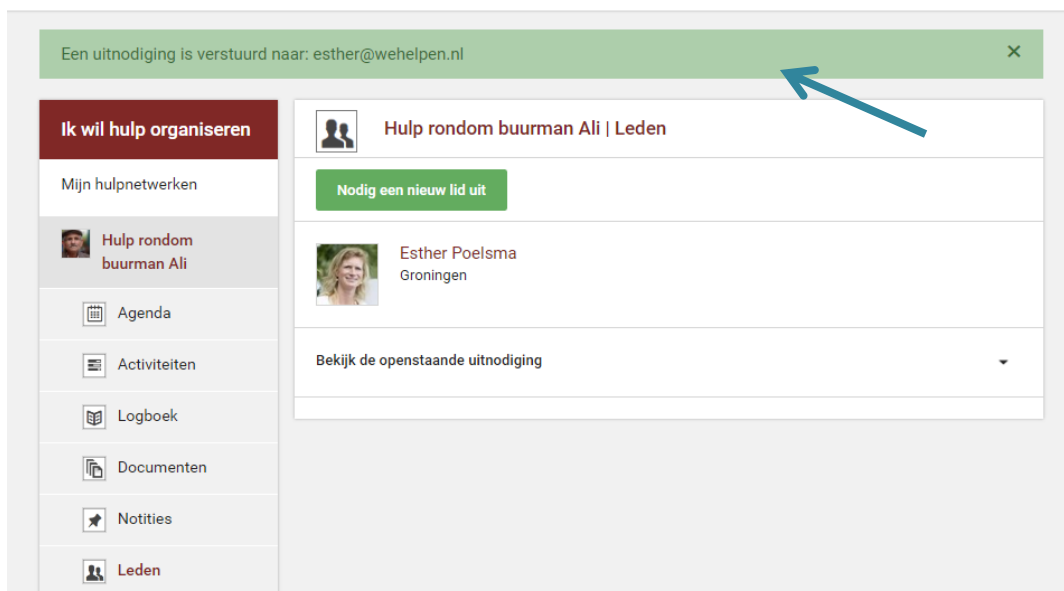 Een uitnodiging is verstuurd naar: esther@wehelpen.nl
Ik wil hulp organiseren
Mijn hulpnetwerken
Hulp rondom
buurman Ali
Agenda
Activiteiten
Logboek
Documenten
Notities
Leden
Hulp rondom buurman Ali | Leden
Nodig een nieuw lid uit
Esther Poelsma
Groningen
Bekijk de openstaande uitnodiging